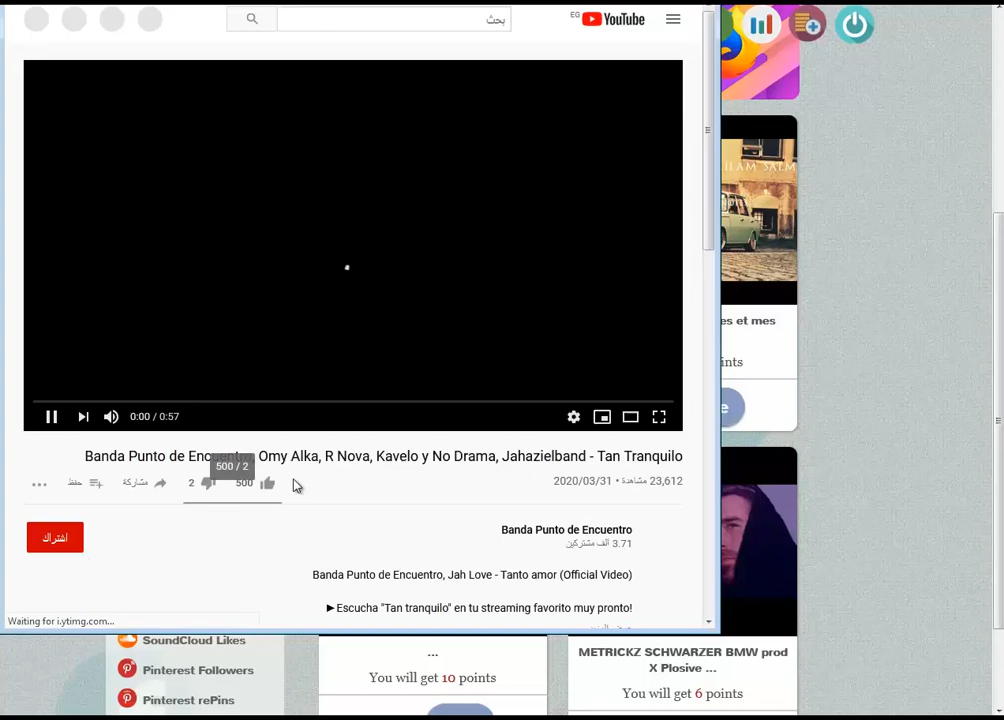 بحث
YouTube EG
ILAM SALM
es et mes
ints
e
0:00 / 0:57
Banda Punto de Encuentro, Omy Alka, R Nova, Kavelo y No Drama, Jahazielband - Tan Tranquilo
500 / 2
23,612 مشاهدة • 2020/03/31
500
2
مشاركة
حفظ
اشتراك
Banda Punto de Encuentro
3.71 ألف مشتركين
Banda Punto de Encuentro, Jah Love - Tanto amor (Official Video)
►Escucha "Tan tranquilo" en tu streaming favorito muy pronto!
Waiting for i.ytimg.com...
SoundCloud Likes
Pinterest Followers
Pinterest rePins
...
You will get 10 points
METRICKZ SCHWARZER BMW prod
X Plosive ...
You will get 6 points